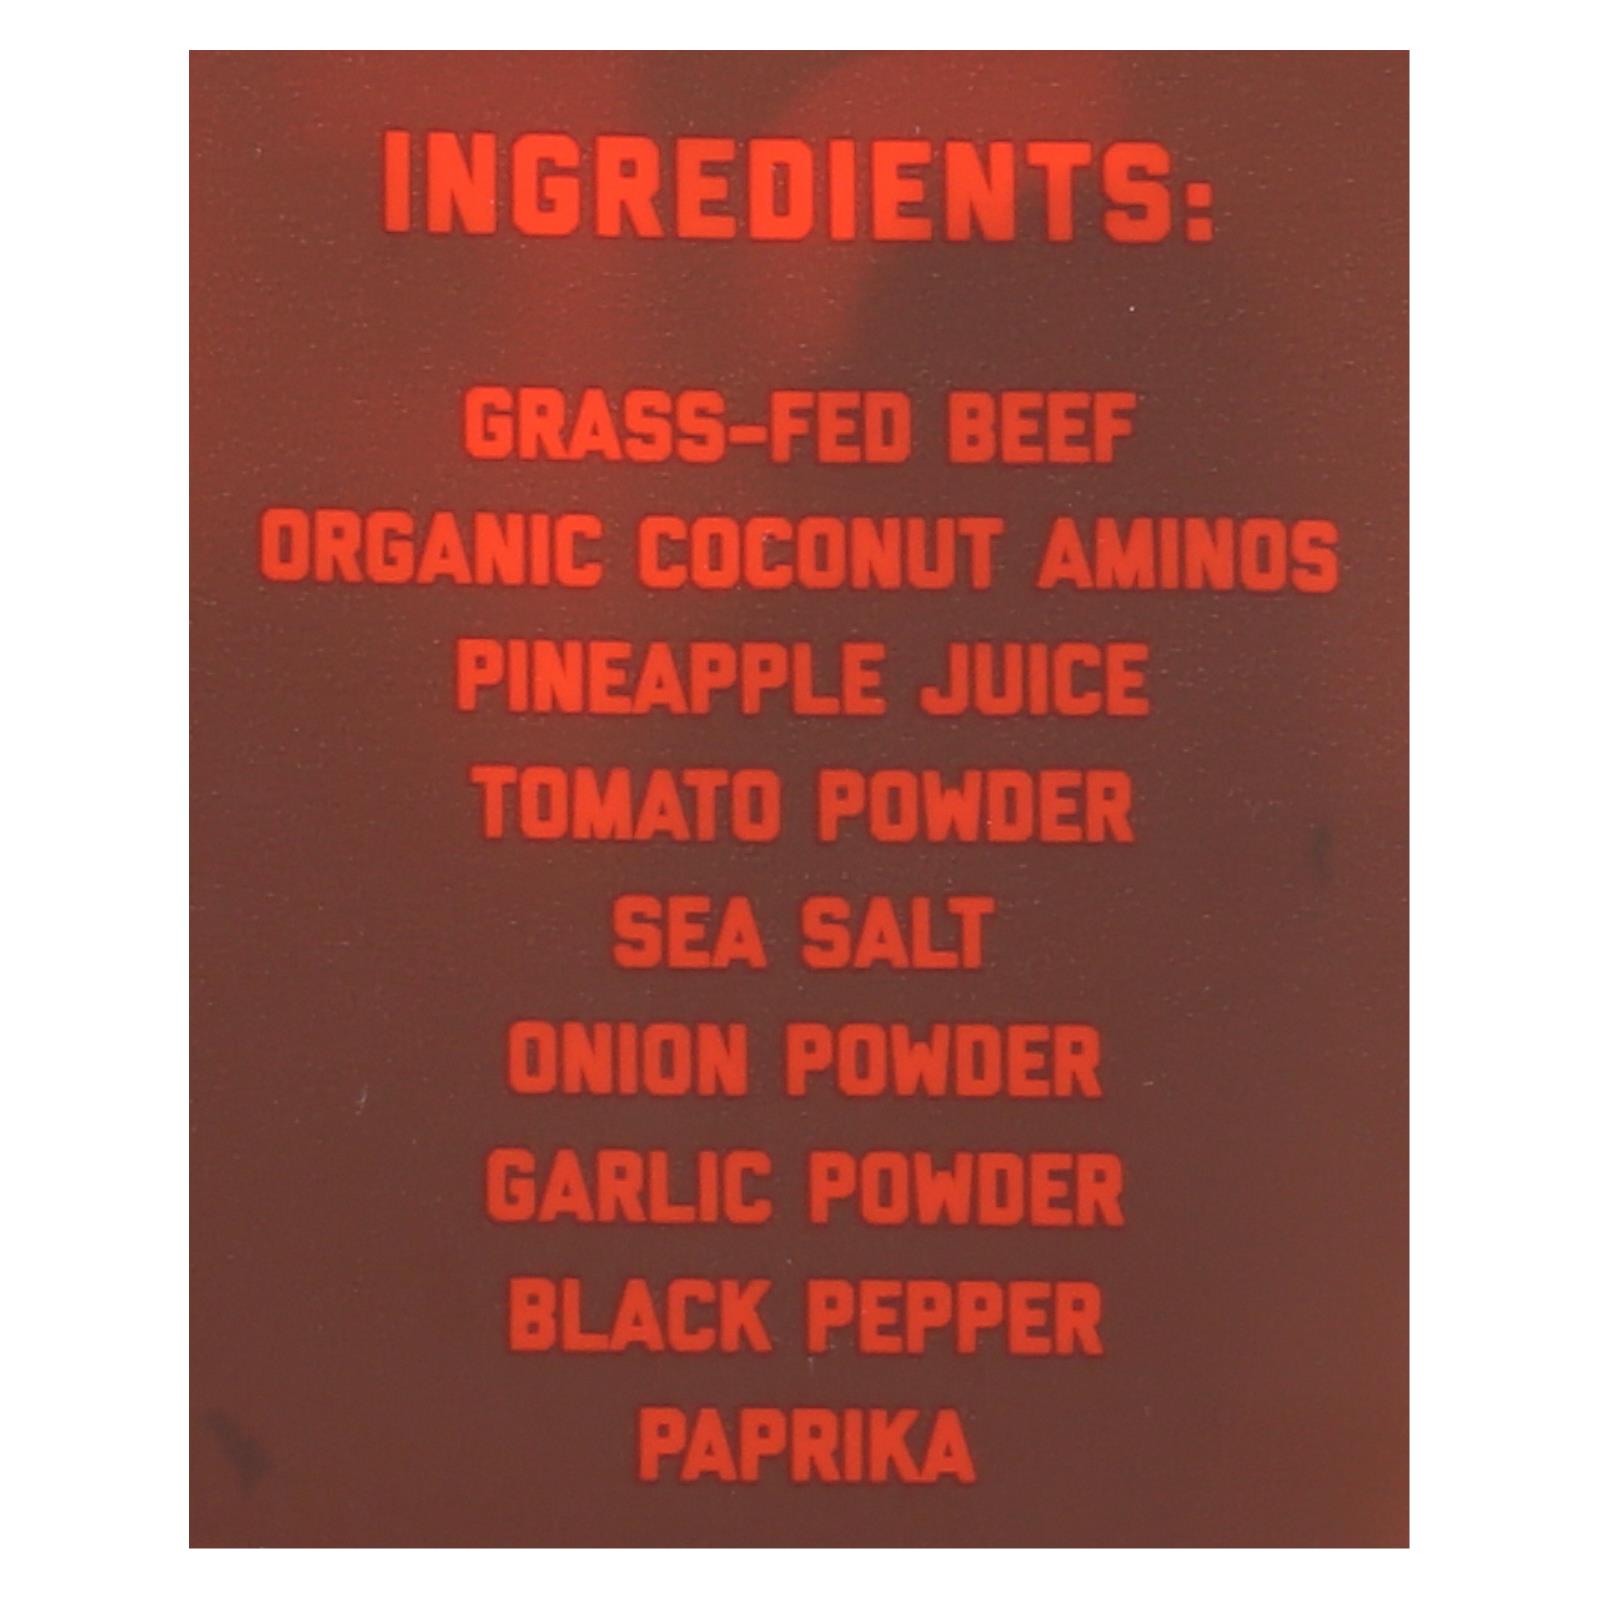 INGREDIENTS:
GRASS-FED BEEF
ORGANIC COCONUT AMINOS
PINEAPPLE JUICE
TOMATO POWDER
SEA SALT
ONION POWDER
GARLIC POWDER
BLACK PEPPER
PAPRIKA